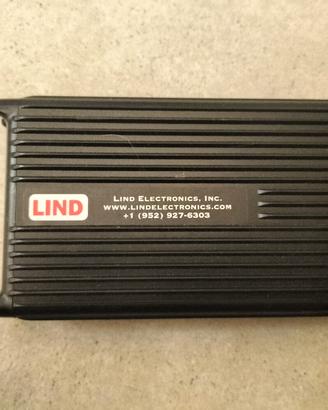 LIND
LIND ELECTRONICS, INC.
WWW.LINDELECTRONICS.COM
+1 (952) 927-6303